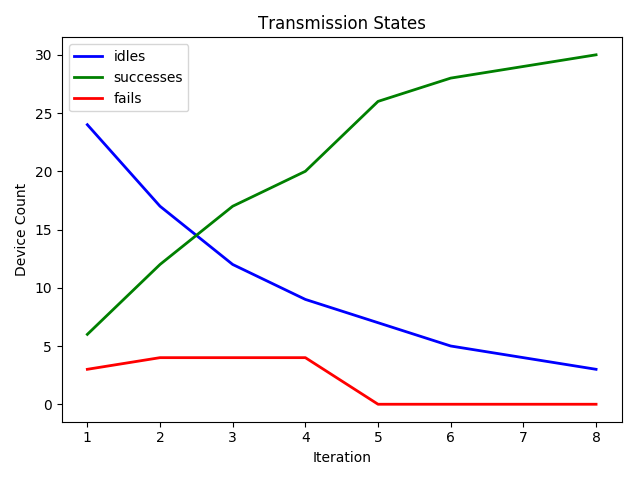 Transmission States
idles
successes
fails
Device Count
30
25
20
15
10
5
0
1 2 3 4 5 6 7 8
Iteration